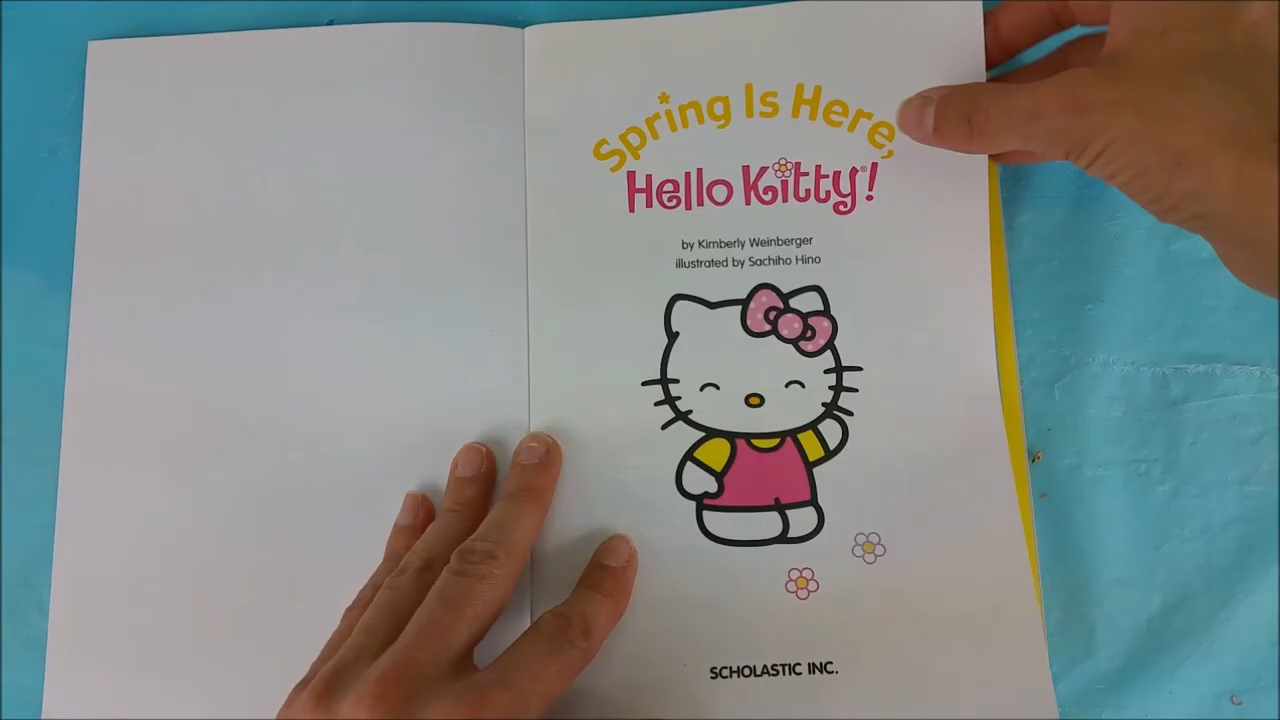 Spring Is Here,
Hello Kitty®!
by Kimberly Weinberger
illustrated by Sachiho Hino
SCHOLASTIC INC.